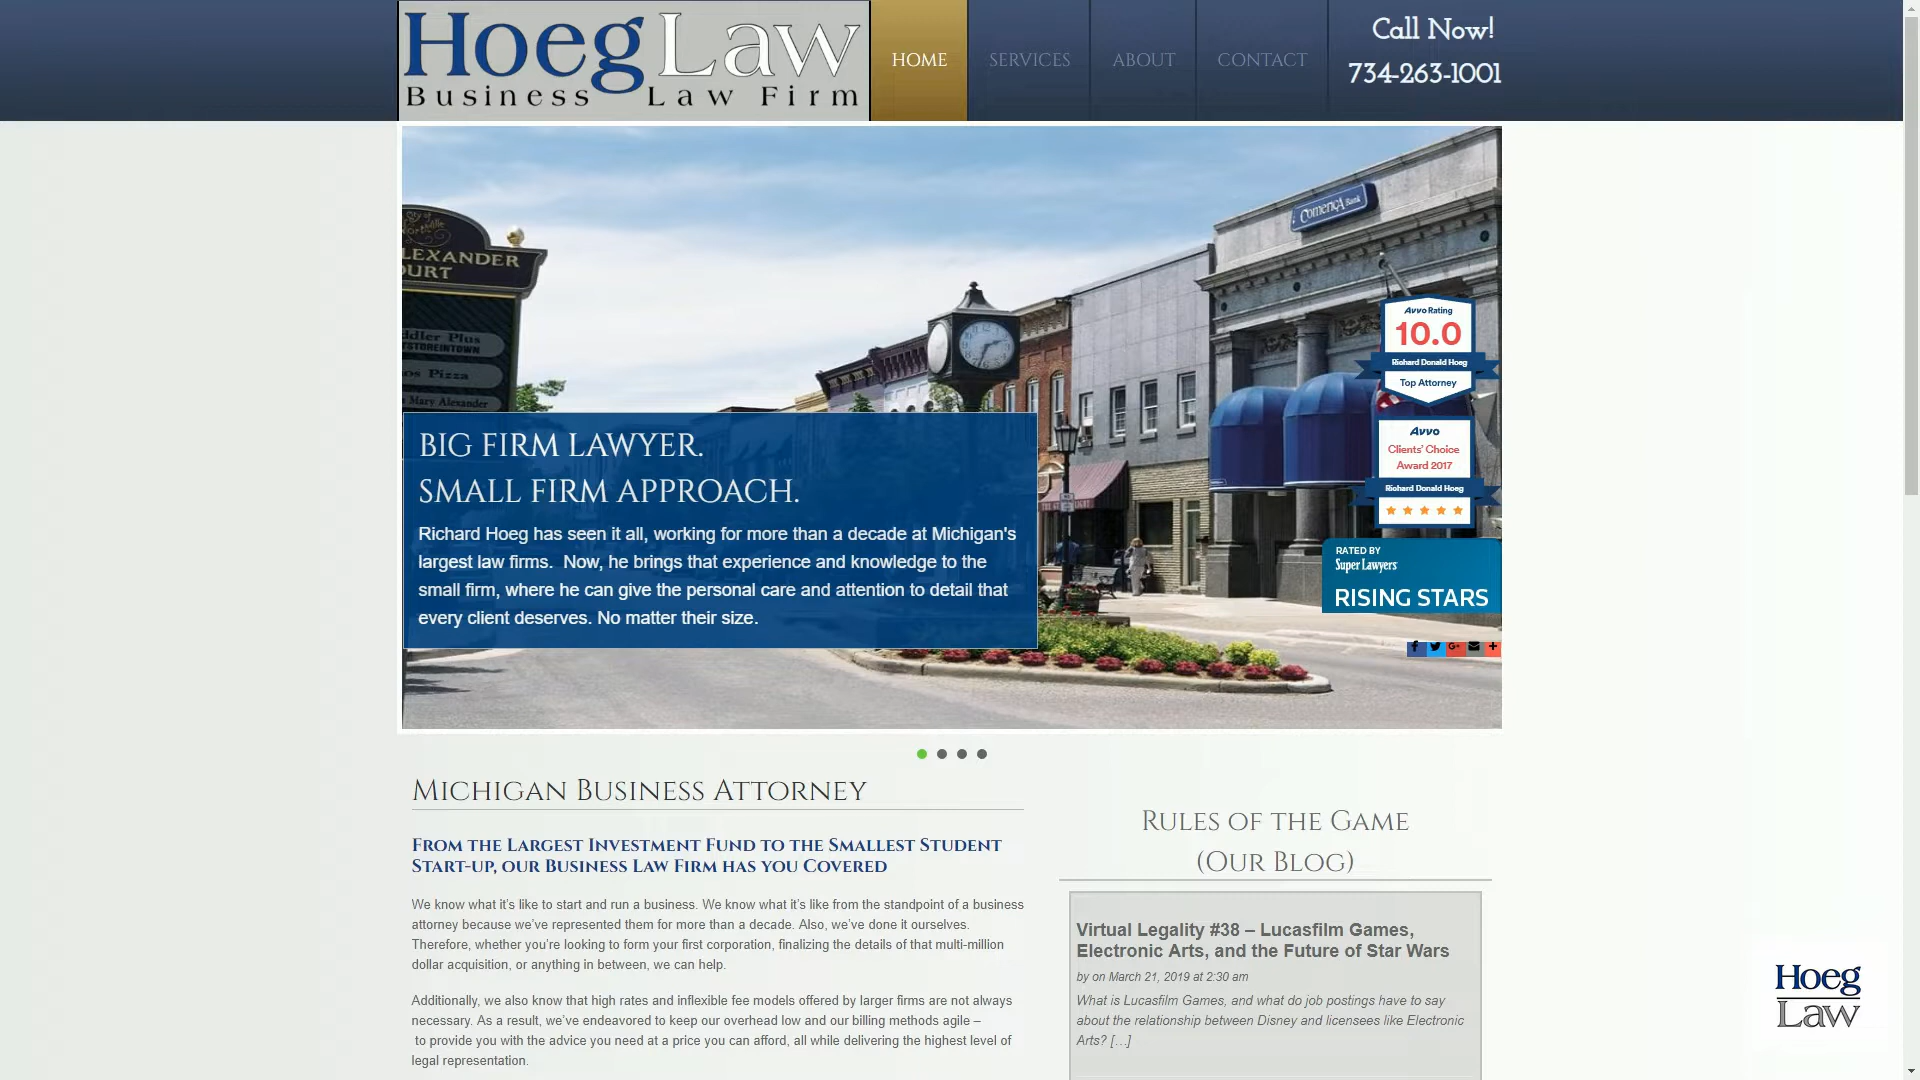 Hoeg Law
Business Law Firm
HOME
SERVICES
ABOUT
CONTACT
Call Now!
734-263-1001
LEXANDER
OURT
ddler Plus
STOREINTOWN
os Pizza
Mary Alexander
ComericA Bank
Avvo Rating
10.0
Richard Donald Hoeg
Top Attorney
Avvo
Clients' Choice
Award 2017
Richard Donald Hoeg
RATED BY
Super Lawyers
RISING STARS
BIG FIRM LAWYER.
SMALL FIRM APPROACH.
Richard Hoeg has seen it all, working for more than a decade at Michigan's
largest law firms. Now, he brings that experience and knowledge to the
small firm, where he can give the personal care and attention to detail that
every client deserves. No matter their size.
Michigan Business Attorney
From the Largest Investment Fund to the Smallest Student
Start-up, our Business Law Firm has you Covered
We know what it's like to start and run a business. We know what it's like from the standpoint of a business
attorney because we've represented them for more than a decade. Also, we've done it ourselves.
Therefore, whether you're looking to form your first corporation, finalizing the details of that multi-million
dollar acquisition, or anything in between, we can help.
Additionally, we also know that high rates and inflexible fee models offered by larger firms are not always
necessary. As a result, we've endeavored to keep our overhead low and our billing methods agile –
to provide you with the advice you need at a price you can afford, all while delivering the highest level of
legal representation.
Rules of the Game
(Our Blog)
Virtual Legality #38 – Lucasfilm Games,
Electronic Arts, and the Future of Star Wars
by on March 21, 2019 at 2:30 am
What is Lucasfilm Games, and what do job postings have to say
about the relationship between Disney and licensees like Electronic
Arts? […]
Hoeg
Law